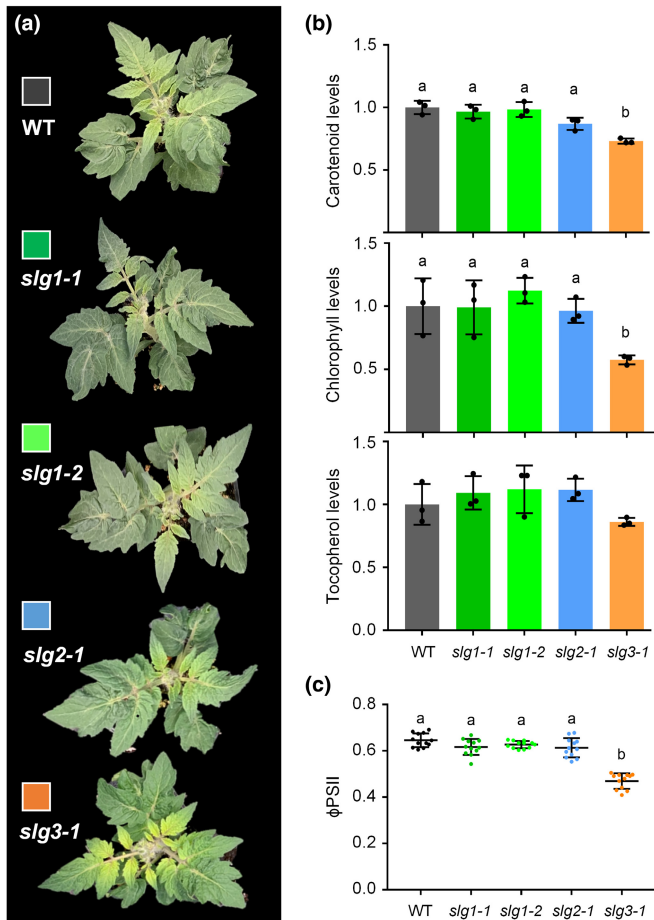 (a)
WT
slg1-1
slg1-2
slg2-1
slg3-1
(b)
Carotenoid levels
1.5
1.0
0.5
a
a
a
a
b
Chlorophyll levels
1.5
1.0
0.5
a
a
a
a
b
Tocopherol levels
1.5
1.0
0.5
0.0
WT
slg1-1
slg1-2
slg2-1
slg3-1
(c)
ϕPSII
0.8
0.6
0.4
0.2
0.0
a
a
a
a
b
WT
slg1-1
slg1-2
slg2-1
slg3-1